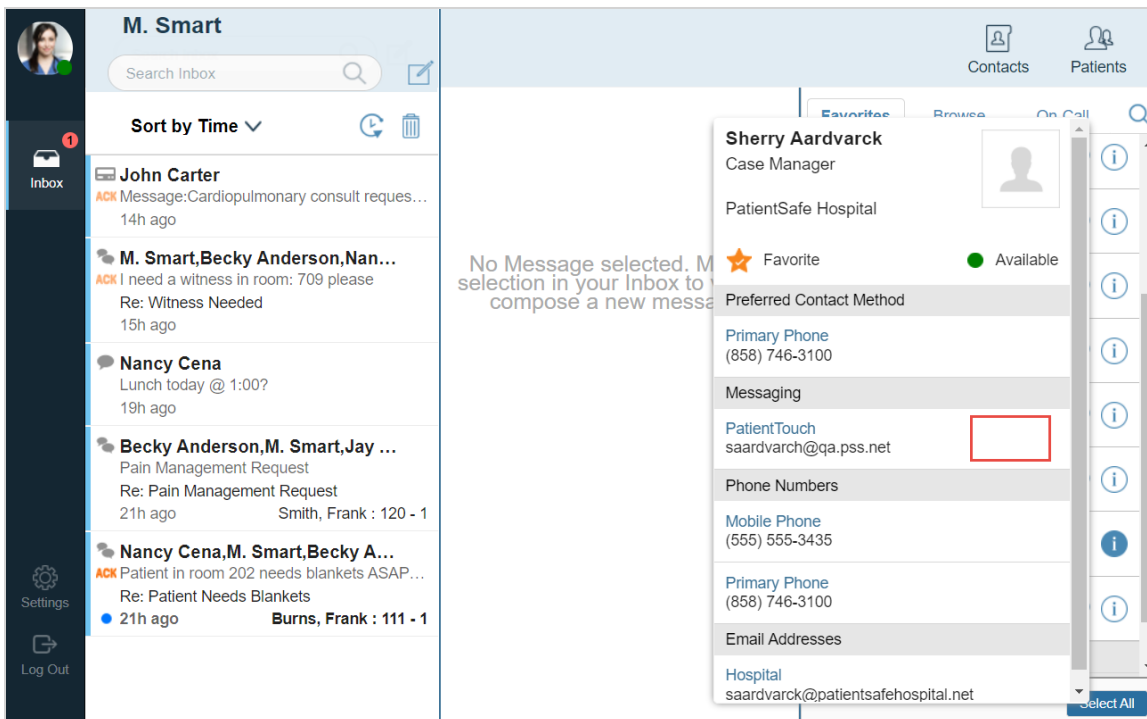 M. Smart
Search Inbox
Contacts
Patients
Sort by Time
Favorites
Browse
On Call
1
Inbox
John Carter
ACK Message:Cardiopulmonary consult reques…
14h ago
M. Smart,Becky Anderson,Nan…
ACK I need a witness in room: 709 please
Re: Witness Needed
15h ago
Nancy Cena
Lunch today @ 1:00?
19h ago
Becky Anderson,M. Smart,Jay …
Pain Management Request
Re: Pain Management Request
21h ago Smith, Frank : 120 - 1
Nancy Cena,M. Smart,Becky A…
ACK Patient in room 202 needs blankets ASAP…
Re: Patient Needs Blankets
21h ago Burns, Frank : 111 - 1
Settings
Log Out
No Message selected. M
selection in your Inbox to
compose a new messa
Sherry Aardvarck
Case Manager
PatientSafe Hospital
Favorite
Available
Preferred Contact Method
Primary Phone
(858) 746-3100
Messaging
PatientTouch
saardvarch@qa.pss.net
Phone Numbers
Mobile Phone
(555) 555-3435
Primary Phone
(858) 746-3100
Email Addresses
Hospital
saardvarck@patientsafehospital.net
i
i
i
i
i
i
i
i
Select All